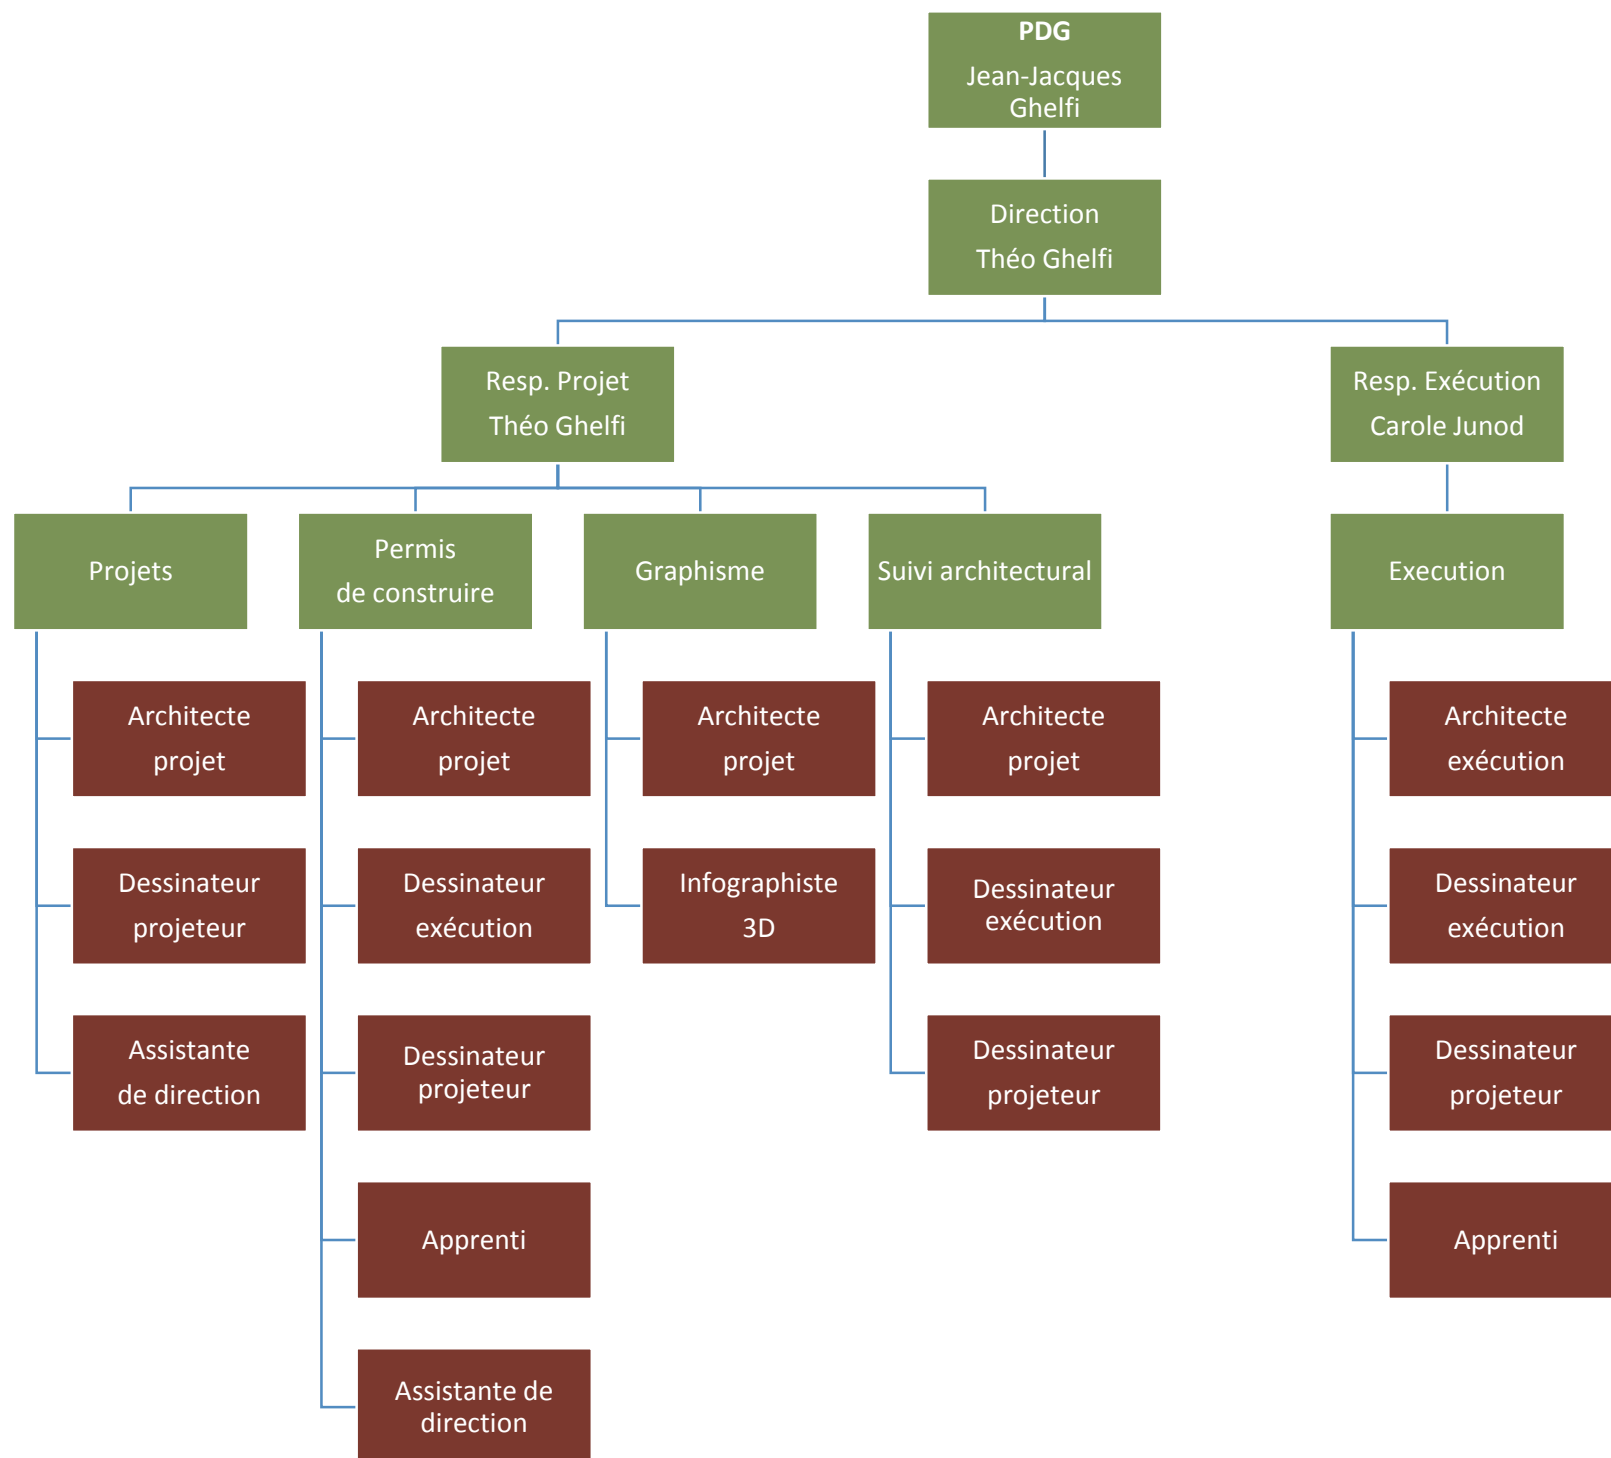 PDG
Jean-Jacques
Ghelfi
Direction
Théo Ghelfi
Resp. Projet
Théo Ghelfi
Resp. Exécution
Carole Junod
Projets
Permis
de construire
Graphisme
Suivi architectural
Execution
Architecte
projet
Architecte
projet
Architecte
projet
Architecte
projet
Architecte
exécution
Dessinateur
projeteur
Dessinateur
exécution
Infographiste
3D
Dessinateur
exécution
Dessinateur
exécution
Assistante
de direction
Dessinateur
projeteur
Dessinateur
projeteur
Dessinateur
projeteur
Apprenti
Apprenti
Assistante de
direction